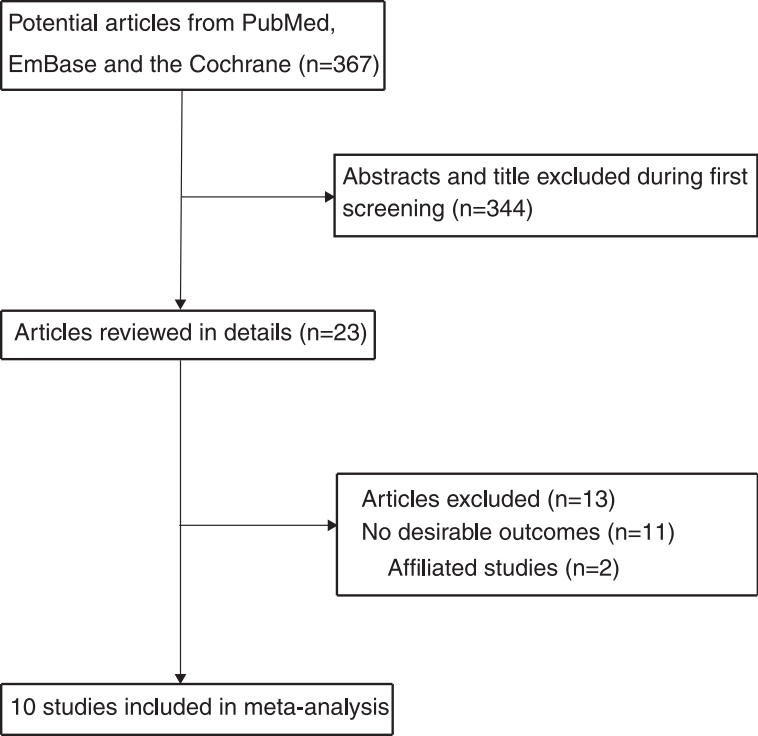 Potential articles from PubMed,
EmBase and the Cochrane (n=367)
Abstracts and title excluded during first
screening (n=344)
Articles reviewed in details (n=23)
Articles excluded (n=13)
No desirable outcomes (n=11)
Affiliated studies (n=2)
10 studies included in meta-analysis